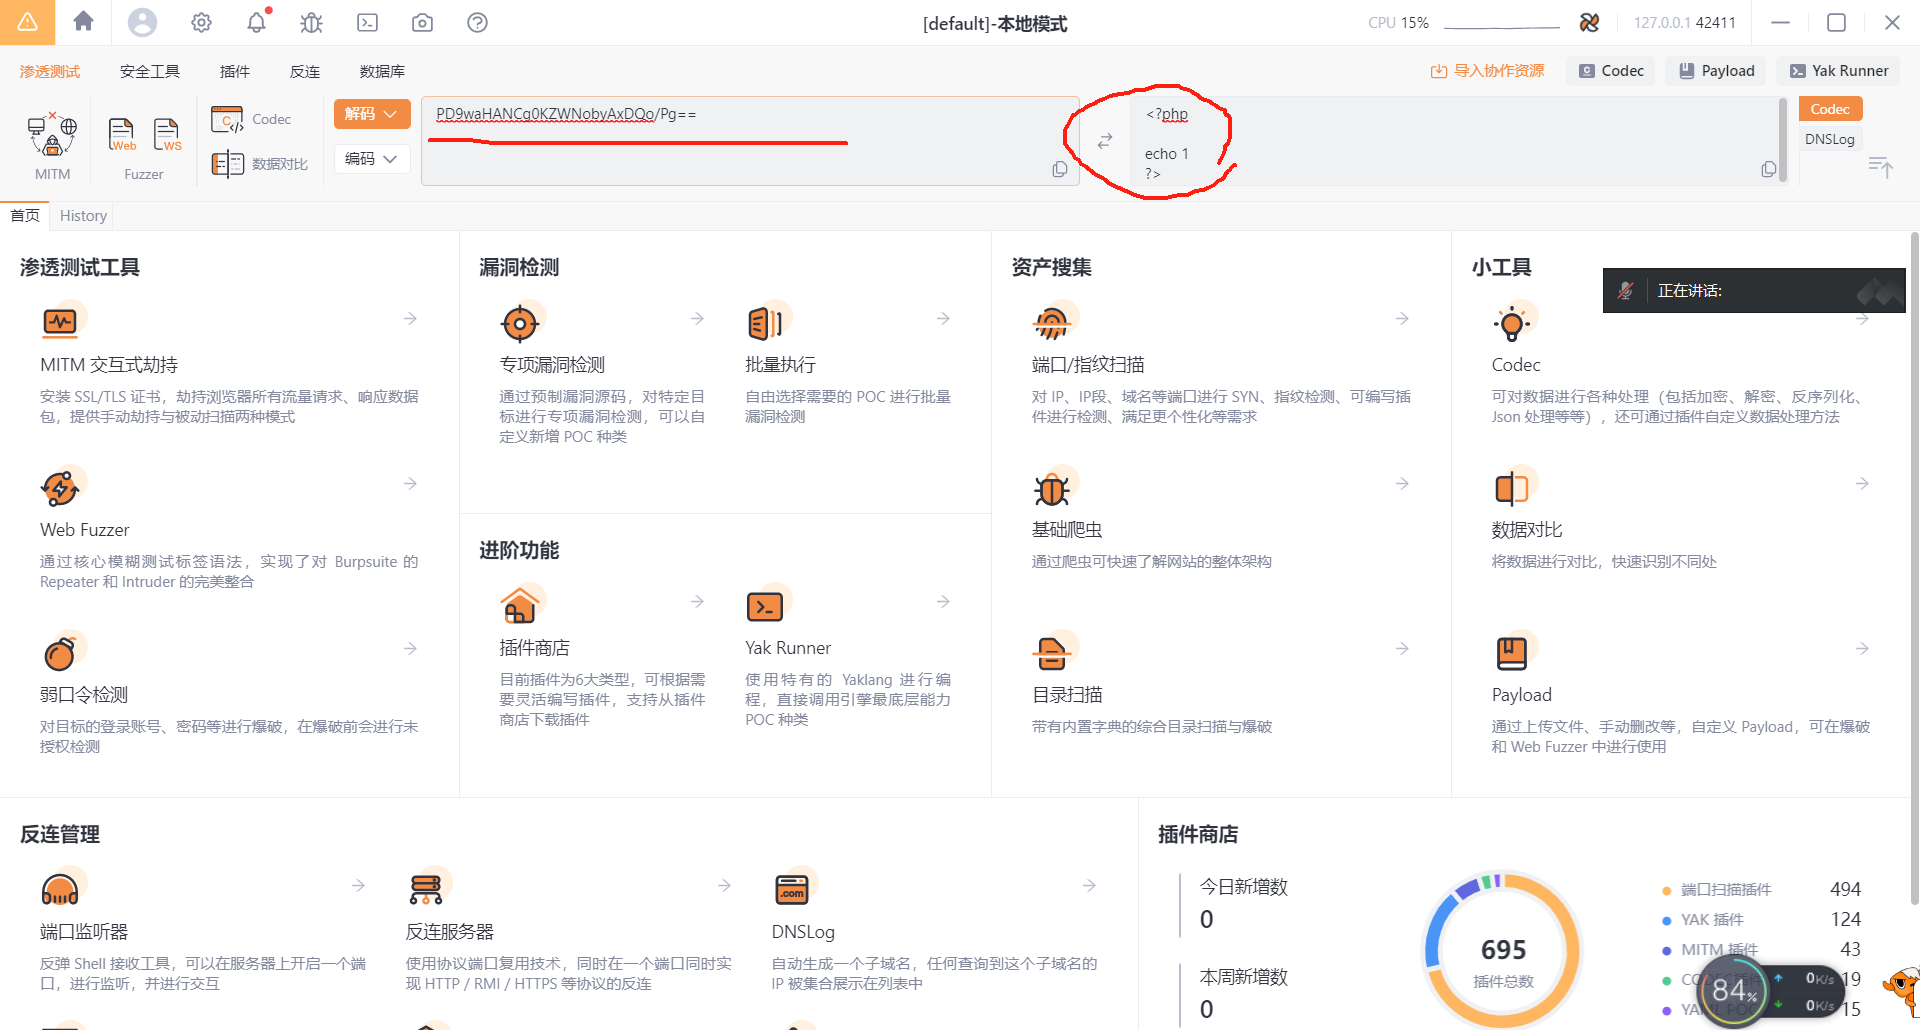 [default]-本地模式
CPU 15%
127.0.0.1 42411
渗透测试 安全工具 插件 反连 数据库
导入协作资源 Codec Payload Yak Runner
MITM
Web WS
Fuzzer
Codec
数据对比
解码
编码
PD9waHANCg0KZWNobyAxDQo/Pg==
<?php
echo 1
?>
Codec
DNSLog
首页 History
渗透测试工具
MITM 交互式劫持
安装 SSL/TLS 证书，劫持浏览器所有流量请求、响应数据
包，提供手动劫持与被动扫描两种模式
Web Fuzzer
通过核心模糊测试标签语法，实现了对 Burpsuite 的
Repeater 和 Intruder 的完美整合
弱口令检测
对目标的登录账号、密码等进行爆破，在爆破前会进行未
授权检测
漏洞检测
专项漏洞检测
通过预制漏洞源码，对特定目
标进行专项漏洞检测，可以自
定义新增 POC 种类
批量执行
自由选择需要的 POC 进行批量
漏洞检测
进阶功能
插件商店
目前插件为6大类型，可根据需
要灵活编写插件，支持从插件
商店下载插件
Yak Runner
使用特有的 Yaklang 进行编
程，直接调用引擎最底层能力
POC 种类
资产搜集
端口/指纹扫描
对 IP、IP段、域名等端口进行 SYN、指纹检测、可编写插
件进行检测、满足更个性化等需求
基础爬虫
通过爬虫可快速了解网站的整体架构
目录扫描
带有内置字典的综合目录扫描与爆破
小工具
正在讲话:
Codec
可对数据进行各种处理（包括加密、解密、反序列化、
Json 处理等等），还可通过插件自定义数据处理方法
数据对比
将数据进行对比，快速识别不同处
Payload
通过上传文件、手动删改等，自定义 Payload，可在爆破
和 Web Fuzzer 中进行使用
反连管理
端口监听器
反弹 Shell 接收工具，可以在服务器上开启一个端
口，进行监听，并进行交互
反连服务器
使用协议端口复用技术，同时在一个端口同时实
现 HTTP / RMI / HTTPS 等协议的反连
.com
DNSLog
自动生成一个子域名，任何查询到这个子域名的
IP 被集合展示在列表中
插件商店
今日新增数
0
本周新增数
0
695
插件总数
端口扫描插件 494
YAK 插件 124
MITM 插件 43
19
15
84%
0K/s
0K/s